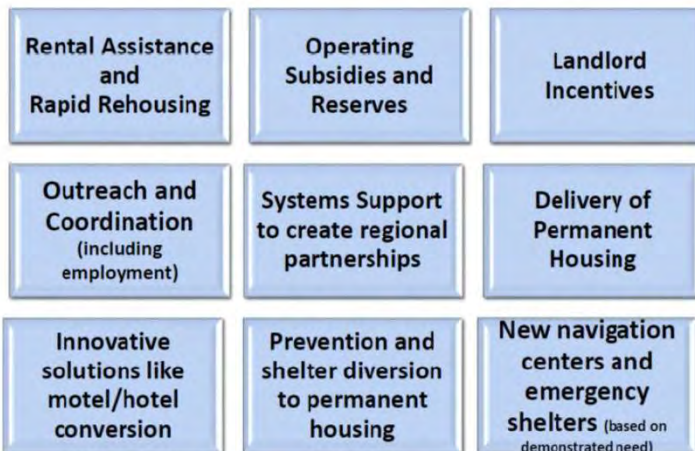 Rental Assistance
and
Rapid Rehousing
Operating
Subsidies and
Reserves
Landlord
Incentives
Outreach and
Coordination
(including
employment)
Systems Support
to create regional
partnerships
Delivery of
Permanent
Housing
Innovative
solutions like
motel/hotel
conversion
Prevention and
shelter diversion
to permanent
housing
New navigation
centers and
emergency
shelters (based on
demonstrated need)